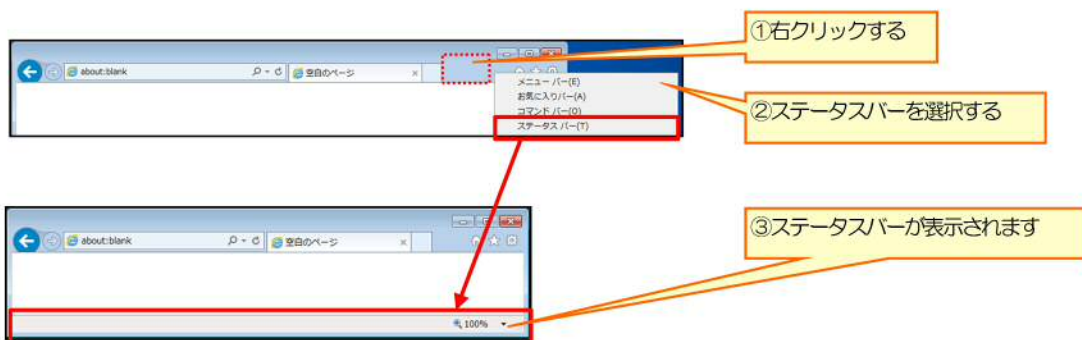 ①右クリックする
about:blank
空白のページ
メニュー バー(E)
お気に入りバー(A)
コマンド バー(O)
ステータス バー(T)
②ステータスバーを選択する
about:blank
空白のページ
③ステータスバーが表示されます
100%